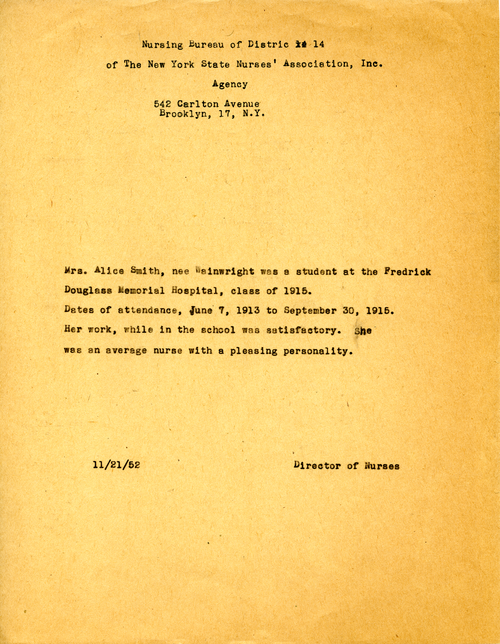 Nursing Bureau of Distric 14
of The New York State Nurses' Association, Inc.
Agency
542 Carlton Avenue
Brooklyn, 17, N.Y.
Mrs. Alice Smith, nee Wainwright was a student at the Fredrick
Douglass Memorial Hospital, class of 1915.
Dates of attendance, June 7, 1913 to September 30, 1915.
Her work, while in the school was satisfactory. She
was an average nurse with a pleasing personality.
11/21/52 Director of Nurses